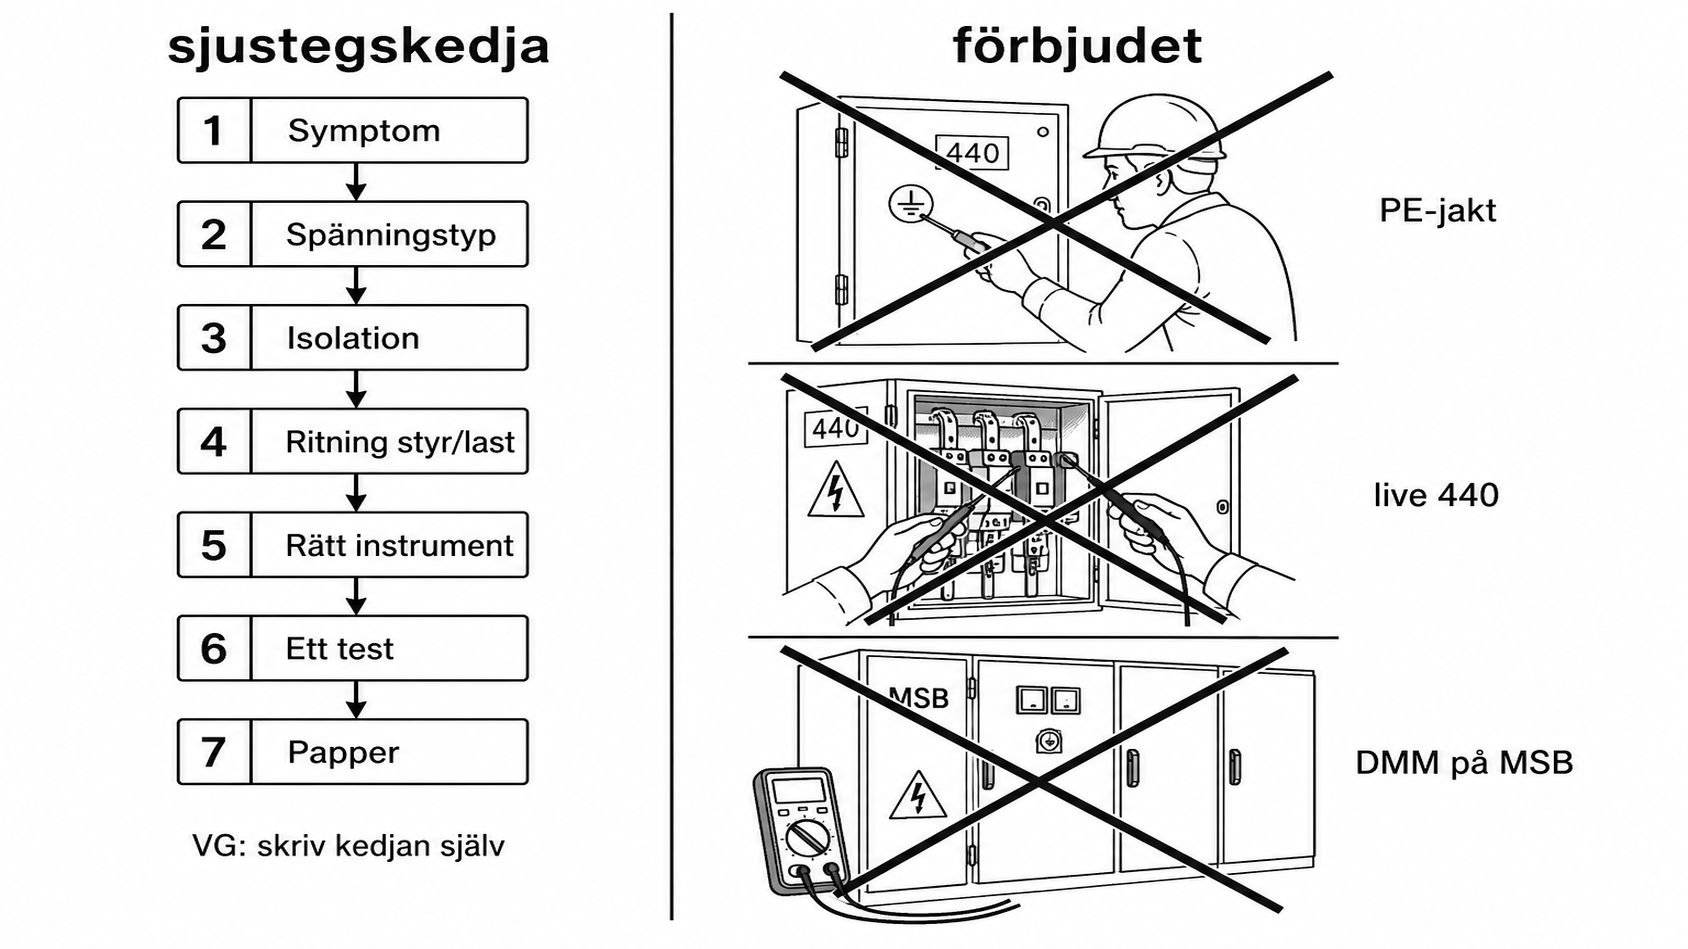 sjustegskedja
1 Symptom
2 Spänningstyp
3 Isolation
4 Ritning styr/last
5 Rätt instrument
6 Ett test
7 Papper
VG: skriv kedjan själv
förbjudet
440
PE-jakt
440
live 440
MSB
DMM på MSB